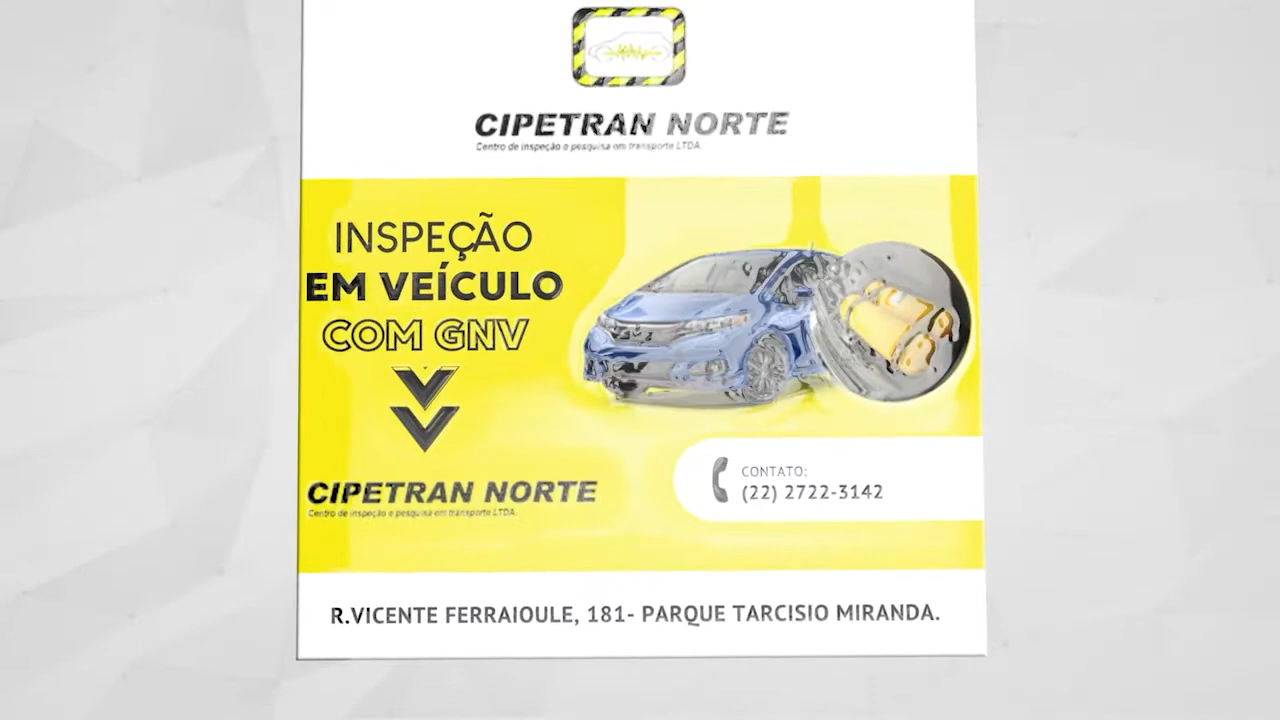 CIPETRAN NORTE
Centro de inspeção e pesquisa em transporte LTDA.
INSPEÇÃO
EM VEÍCULO
COM GNV
CIPETRAN NORTE
Centro de inspeção e pesquisa em transporte LTDA.
CONTATO:
(22) 2722-3142
R.VICENTE FERRAIOULE, 181- PARQUE TARCISIO MIRANDA.